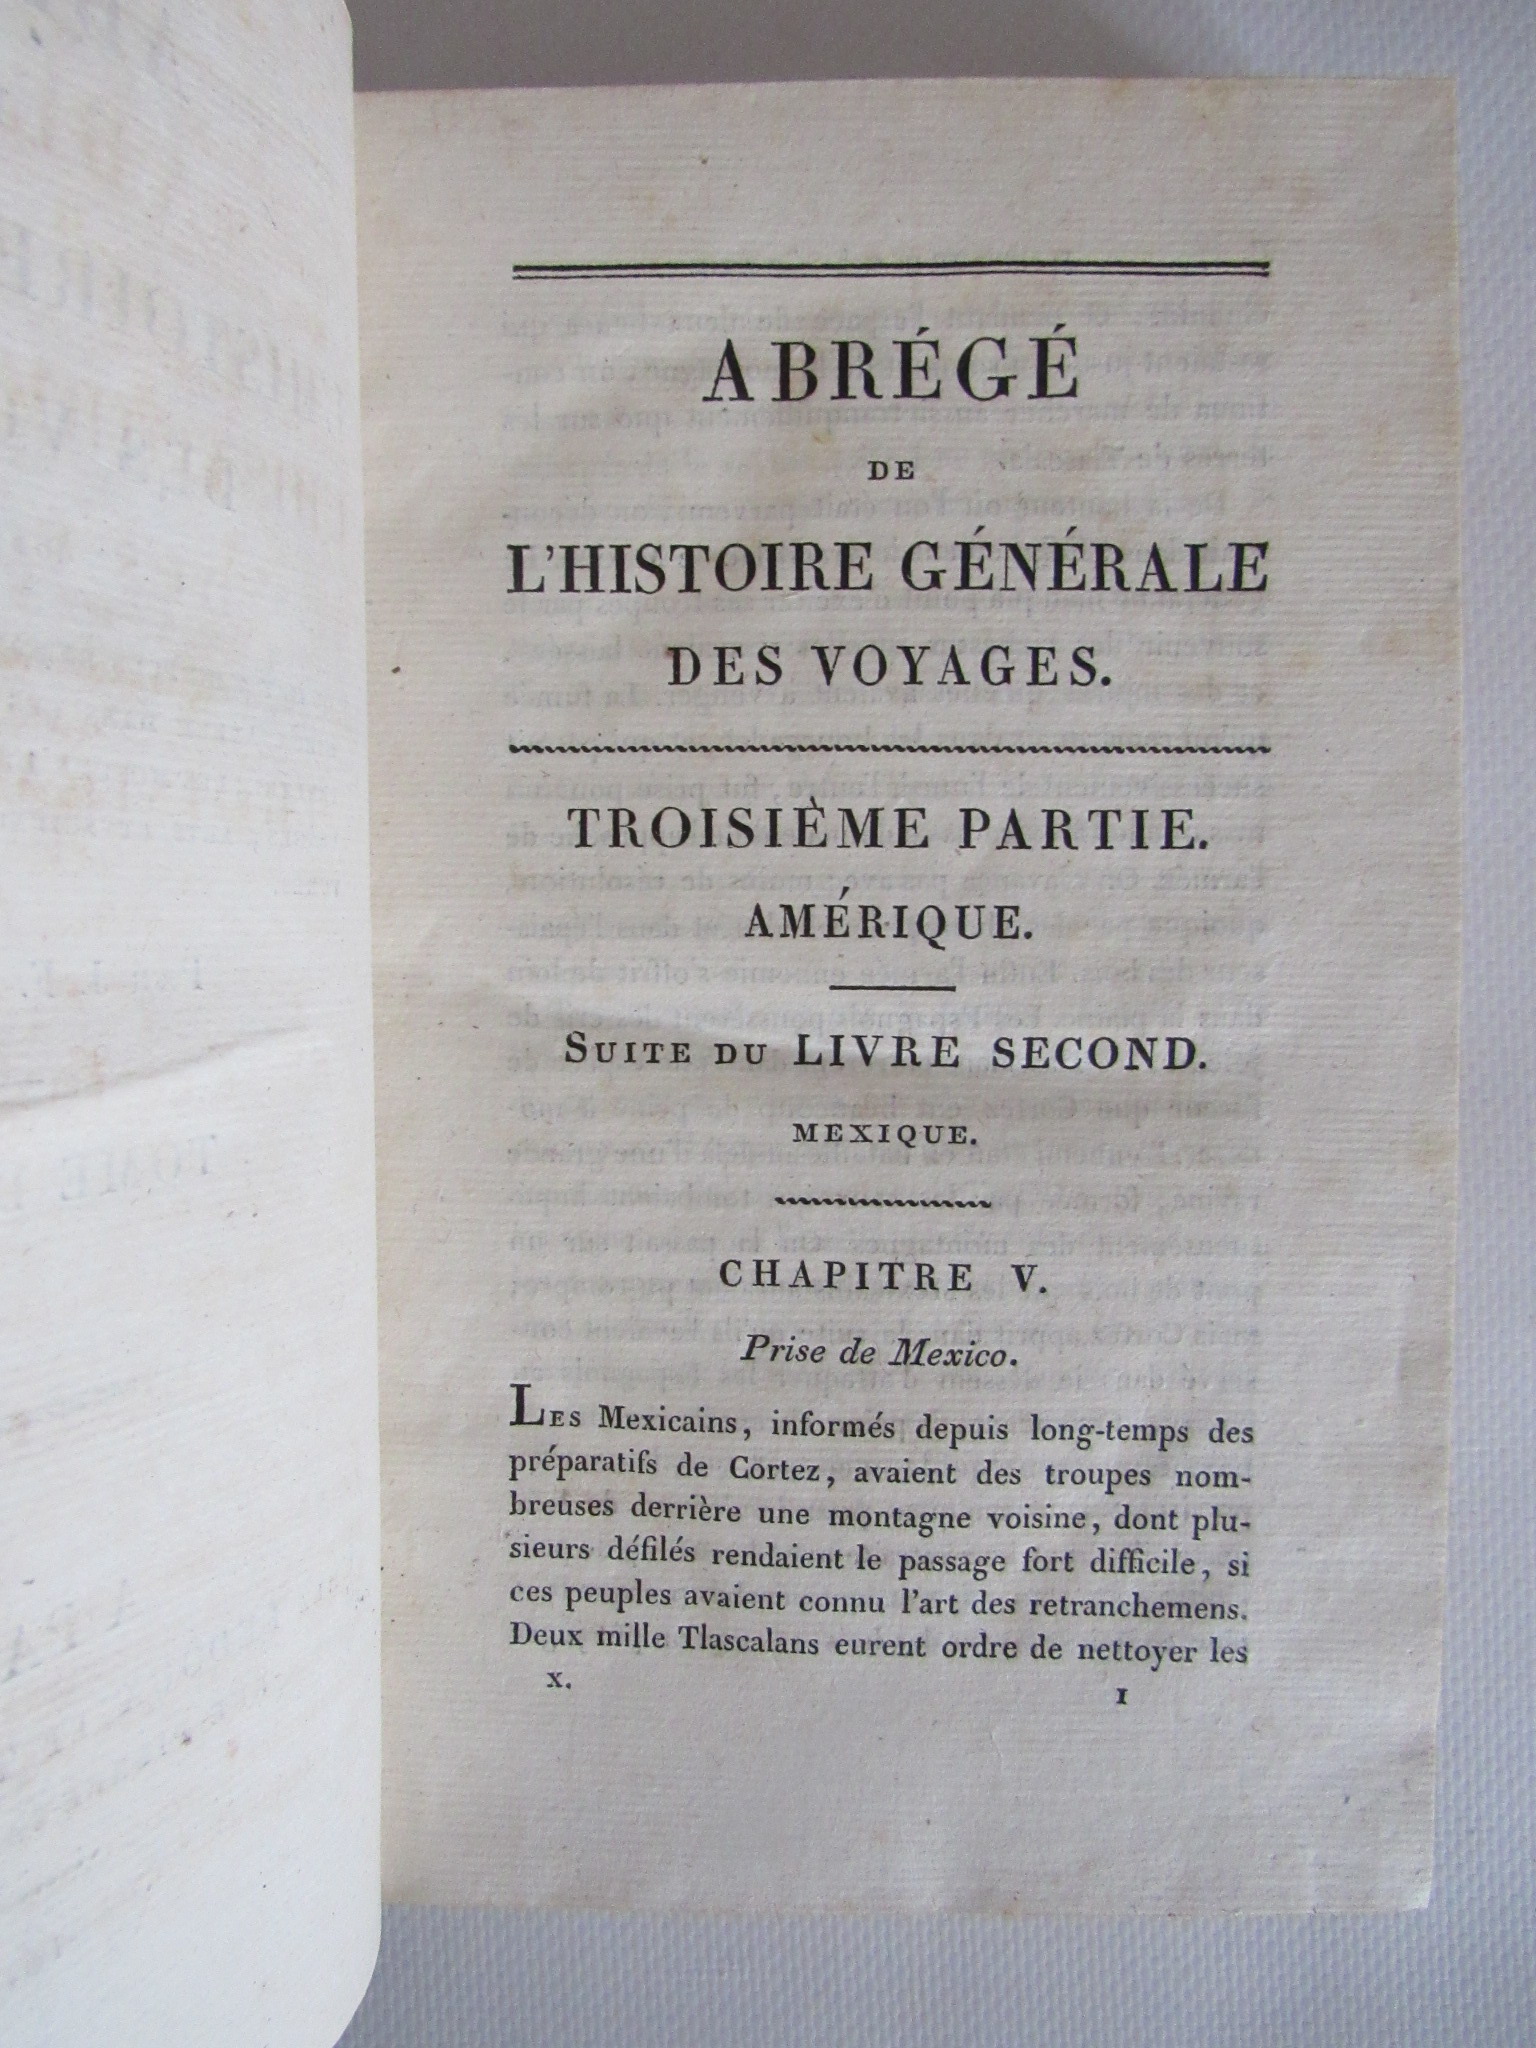 ABRÉGÉ
DE
L'HISTOIRE GÉNÉRALE
DES VOYAGES.
TROISIÈME PARTIE.
AMÉRIQUE.
SUITE DU LIVRE SECOND.
MEXIQUE.
CHAPITRE V.
Prise de Mexico.
LES Mexicains, informés depuis long-temps des
préparatifs de Cortez, avaient des troupes nom-
breuses derrière une montagne voisine, dont plu-
sieurs défilés rendaient le passage fort difficile, si
ces peuples avaient connu l'art des retranchemens.
Deux mille Tlascalans eurent ordre de nettoyer les
X. 1